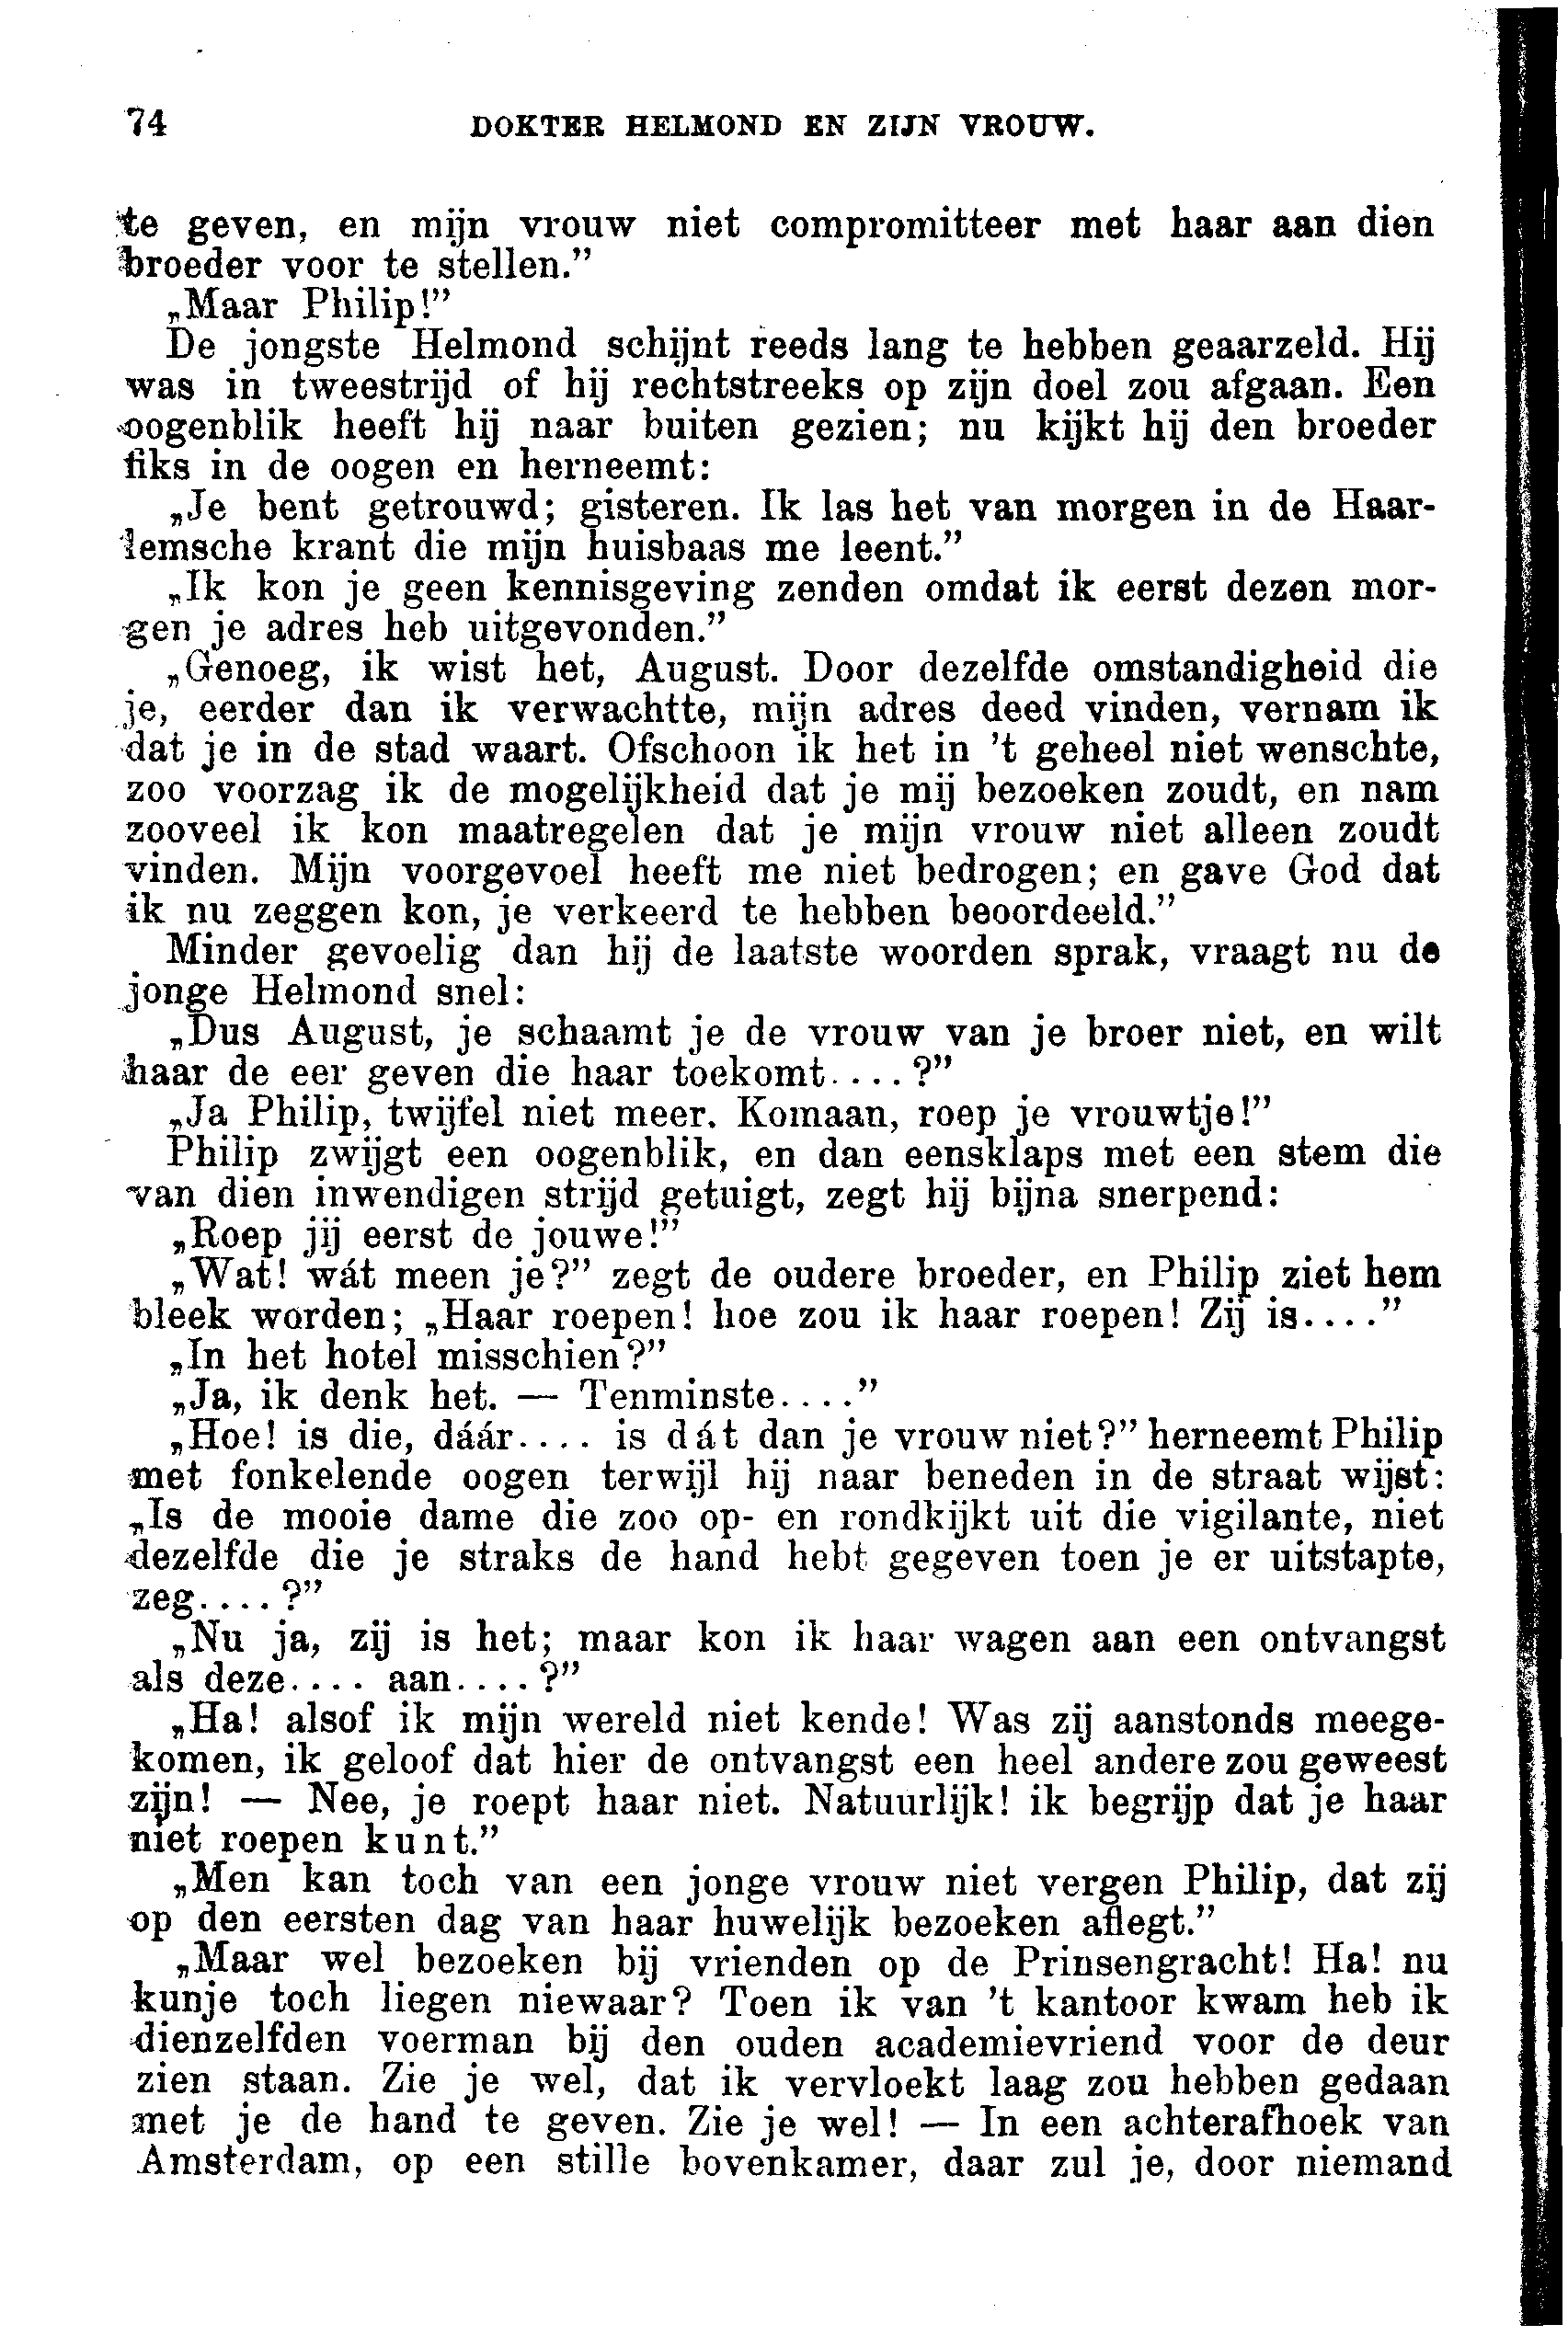 74 DOKTER HELMOND EN ZIJN VROUW.
te geven, en mijn vrouw niet compromitteer met haar aan dien
broeder voor te stellen.”
„Maar Philip!”
De jongste Helmond schijnt reeds lang te hebben geaarzeld. Hij
was in tweestrijd of hij rechtstreeks op zijn doel zou afgaan. Een
oogenblik heeft hij naar buiten gezien; nu kijkt hij den broeder
fiks in de oogen en herneemt:
„Je bent getrouwd; gisteren. Ik las het van morgen in de Haar-
lemsche krant die mijn huisbaas me leent.”
„Ik kon je geen kennisgeving zenden omdat ik eerst dezen mor-
gen je adres heb uitgevonden.”
„Genoeg, ik wist het, August. Door dezelfde omstandigheid die
je, eerder dan ik verwachtte, mijn adres deed vinden, vernam ik
dat je in de stad waart. Ofschoon ik het in ’t geheel niet wenschte,
zoo voorzag ik de mogelijkheid dat je mij bezoeken zoudt, en nam
zooveel ik kon maatregelen dat je mijn vrouw niet alleen zoudt
vinden. Mijn voorgevoel heeft me niet bedrogen; en gave God dat
ik nu zeggen kon, je verkeerd te hebben beoordeeld.”
Minder gevoelig dan hij de laatste woorden sprak, vraagt nu de
jonge Helmond snel:
„Dus August, je schaamt je de vrouw van je broer niet, en wilt
haar de eer geven die haar toekomt....?”
„Ja Philip, twijfel niet meer. Komaan, roep je vrouwtje!”
Philip zwijgt een oogenblik, en dan eensklaps met een stem die
van dien inwendigen strijd getuigt, zegt hij bijna snerpend:
„Roep jij eerst de jouwe!”
„Wat! wát meen je?” zegt de oudere broeder, en Philip ziet hem
bleek worden; „Haar roepen! hoe zou ik haar roepen! Zij is....”
„In het hotel misschien?”
„Ja, ik denk het. — Tenminste....”
„Hoe! is die, dáár.... is dát dan je vrouw niet?” herneemt Philip
met fonkelende oogen terwijl hij naar beneden in de straat wijst:
„Is de mooie dame die zoo op- en rondkijkt uit die vigilante, niet
dezelfde die je straks de hand hebt gegeven toen je er uitstapte,
zeg....?”
„Nu ja, zij is het; maar kon ik haar wagen aan een ontvangst
als deze.... aan....?”
„Ha! alsof ik mijn wereld niet kende! Was zij aanstonds meege-
komen, ik geloof dat hier de ontvangst een heel andere zou geweest
zijn! — Nee, je roept haar niet. Natuurlijk! ik begrijp dat je haar
niet roepen kunt.”
„Men kan toch van een jonge vrouw niet vergen Philip, dat zij
op den eersten dag van haar huwelijk bezoeken aflegt.”
„Maar wel bezoeken bij vrienden op de Prinsengracht! Ha! nu
kunje toch liegen niewaar? Toen ik van ’t kantoor kwam heb ik
dienzelfden voerman bij den ouden academievriend voor de deur
zien staan. Zie je wel, dat ik vervloekt laag zou hebben gedaan
met je de hand te geven. Zie je wel! — In een achterafhoek van
Amsterdam, op een stille bovenkamer, daar zul je, door niemand